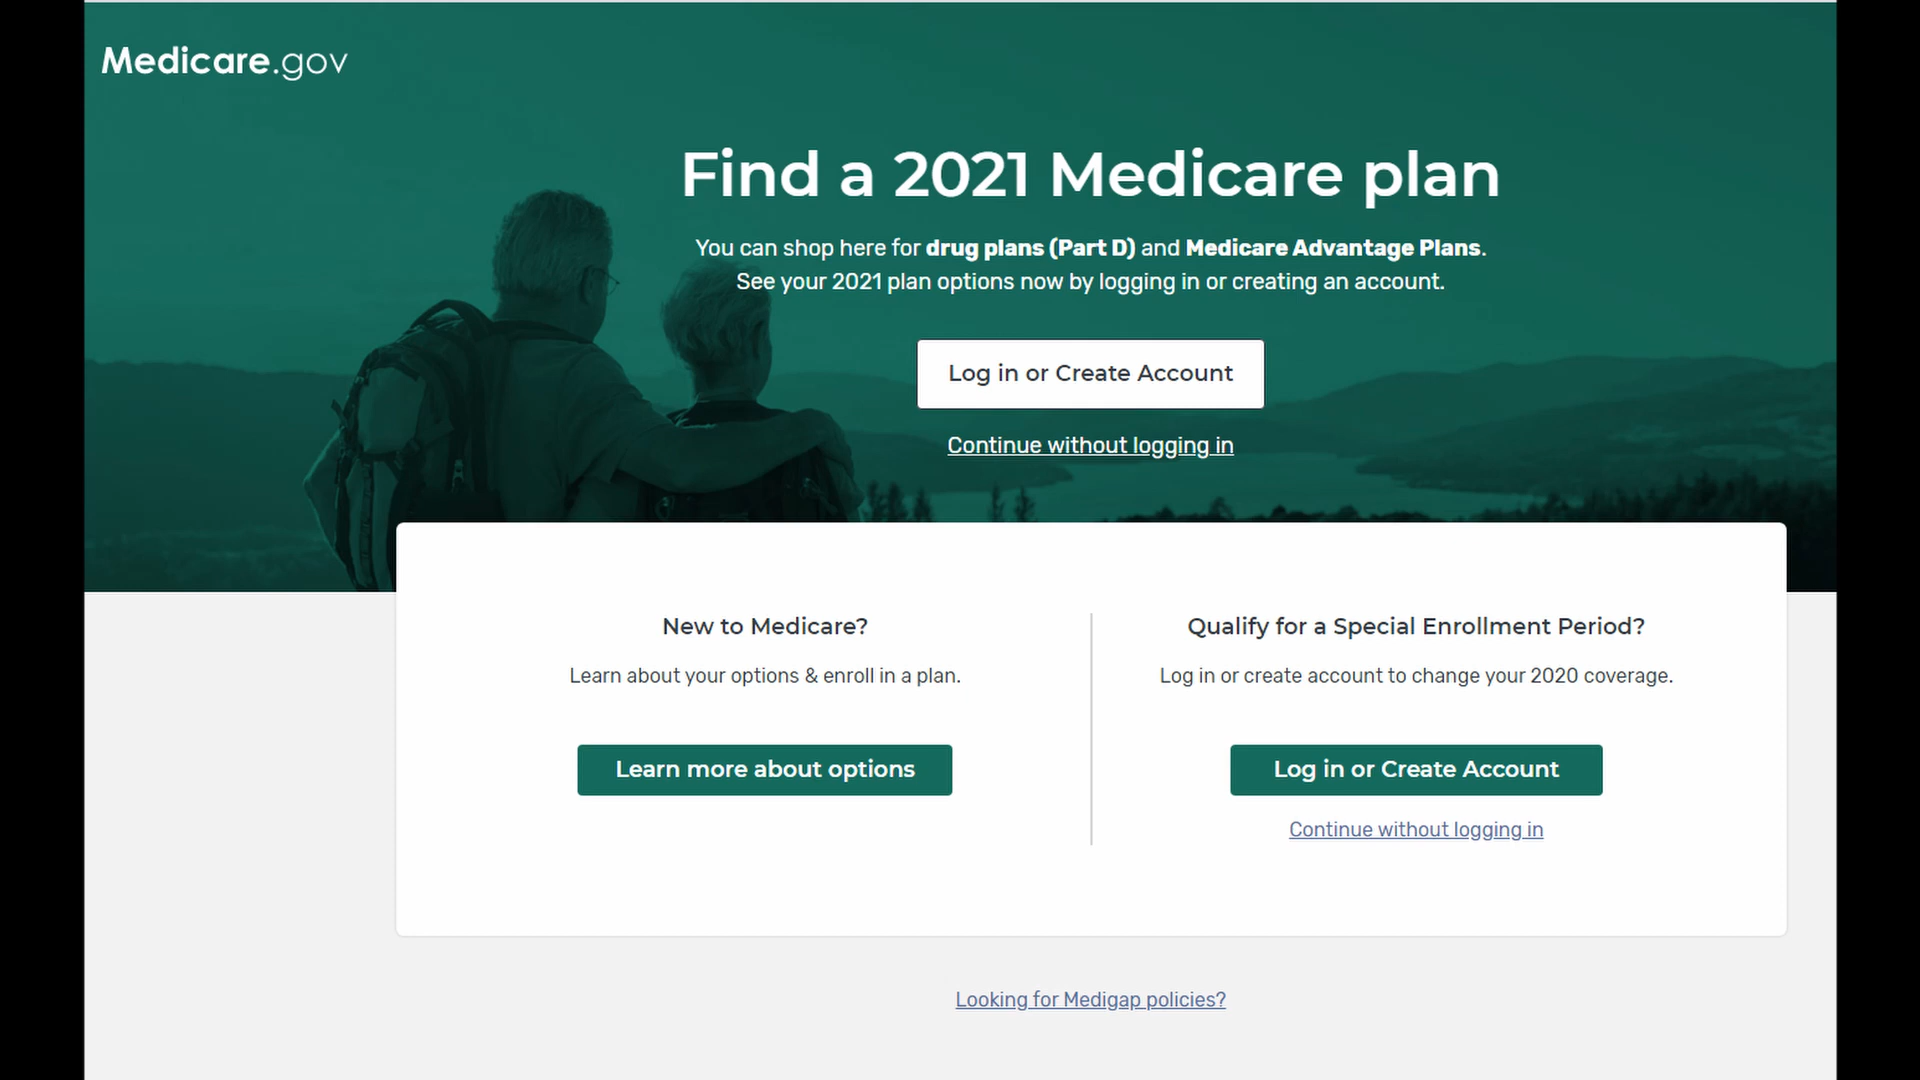 Medicare.gov
Find a 2021 Medicare plan
You can shop here for drug plans (Part D) and Medicare Advantage Plans.
See your 2021 plan options now by logging in or creating an account.
Log in or Create Account
Continue without logging in
New to Medicare?
Learn about your options & enroll in a plan.
Learn more about options
Qualify for a Special Enrollment Period?
Log in or create account to change your 2020 coverage.
Log in or Create Account
Continue without logging in
Looking for Medigap policies?